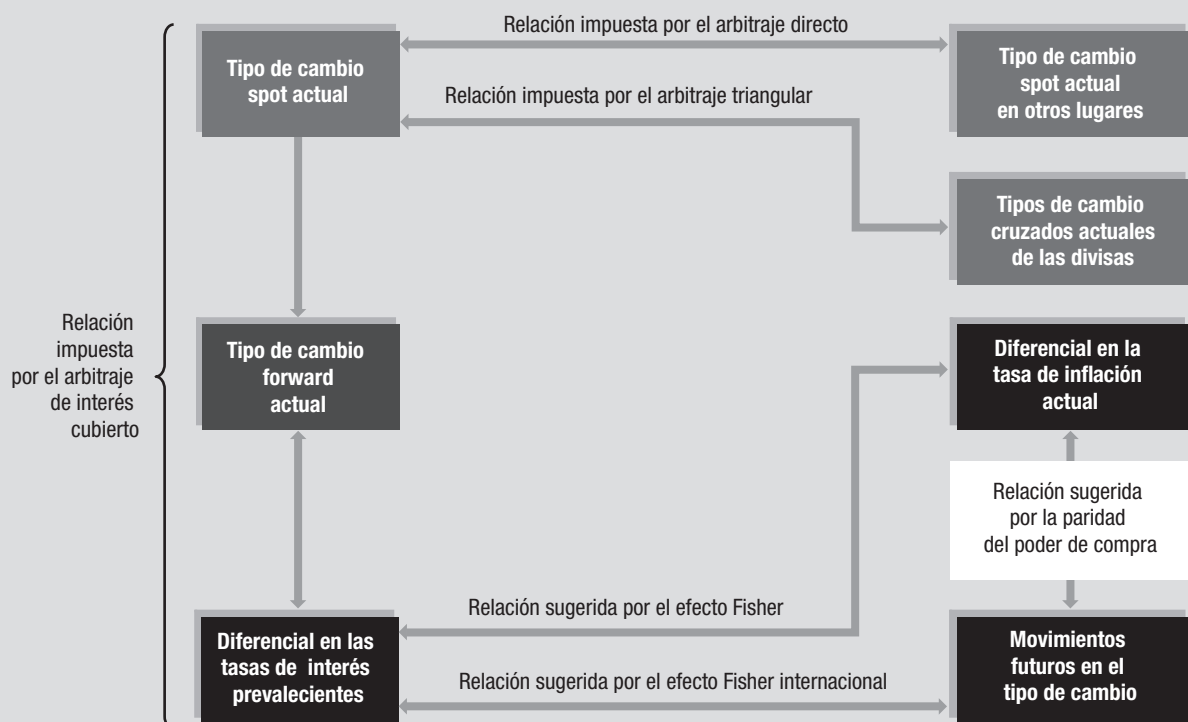 Relación impuesta por el arbitraje directo
Tipo de cambio
spot actual
Tipo de cambio
spot actual
en otros lugares
Relación impuesta por el arbitraje triangular
Tipos de cambio
cruzados actuales
de las divisas
Relación
impuesta
por el arbitraje
de interés
cubierto
Tipo de cambio
forward
actual
Diferencial en la
tasa de inflación
actual
Relación sugerida
por la paridad
del poder de compra
Relación sugerida por el efecto Fisher
Diferencial en las
tasas de interés
prevalecientes
Movimientos
futuros en el
tipo de cambio
Relación sugerida por el efecto Fisher internacional